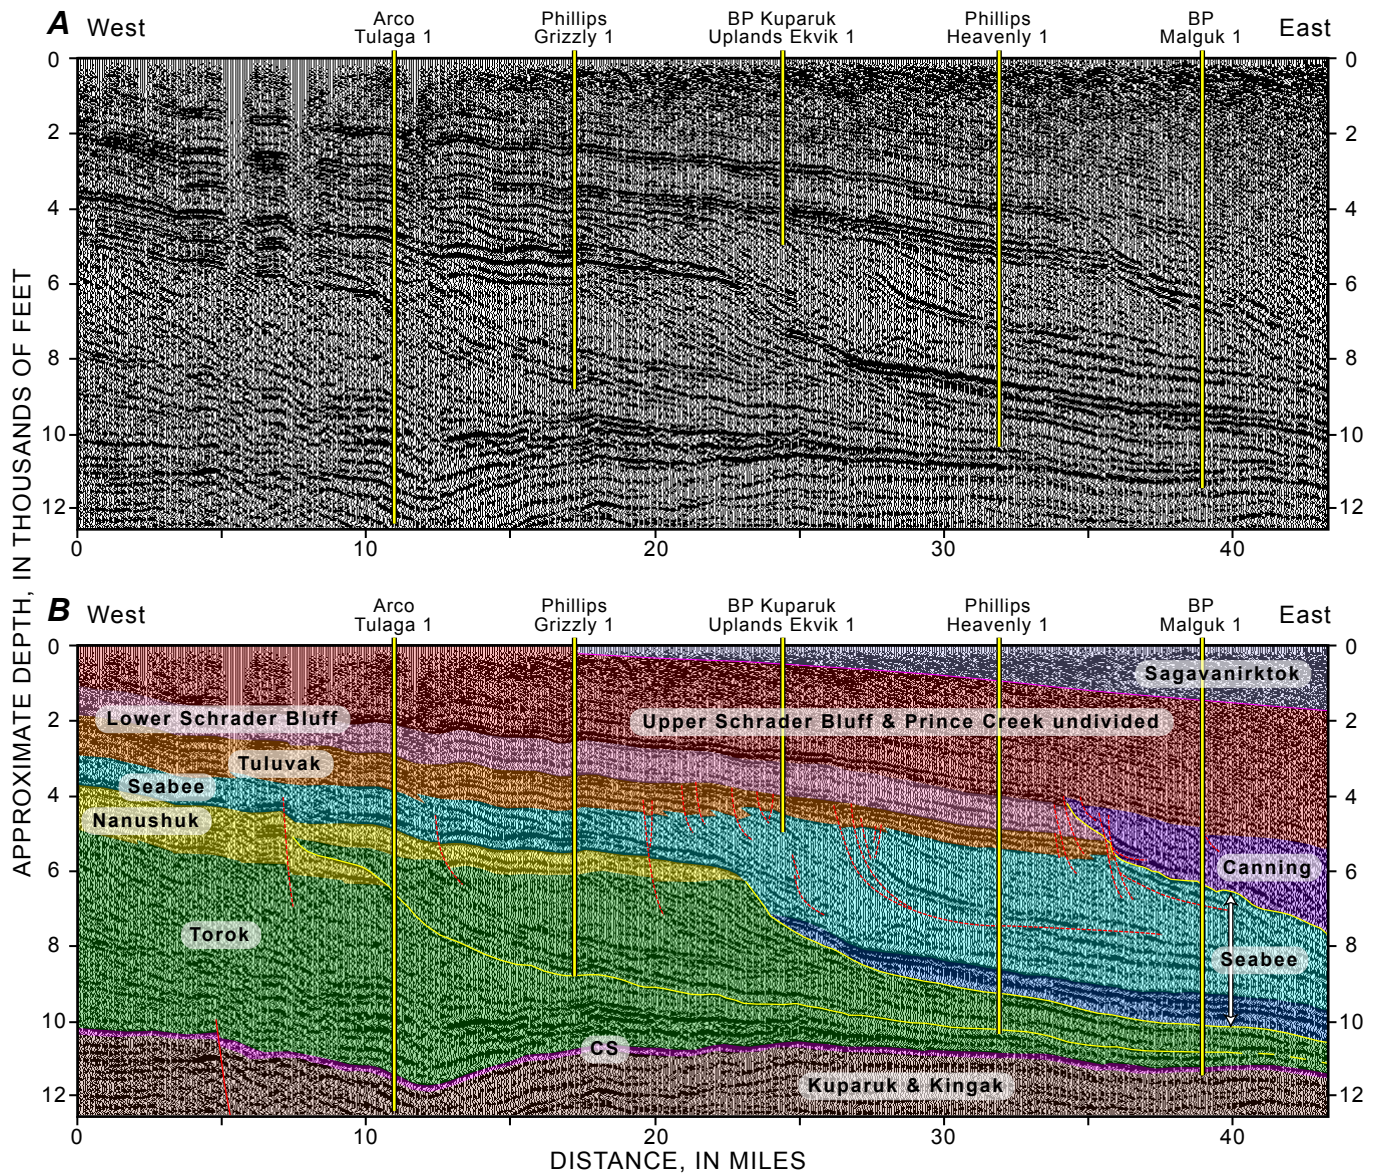 A West
Arco
Tulaga 1
Phillips
Grizzly 1
BP Kuparuk
Uplands Ekvik 1
Phillips
Heavenly 1
BP
Malguk 1
East
0 0
2 2
4 4
6 6
8 8
10 10
12 12
0 10 20 30 40
APPROXIMATE DEPTH, IN THOUSANDS OF FEET
B West
Arco
Tulaga 1
Phillips
Grizzly 1
BP Kuparuk
Uplands Ekvik 1
Phillips
Heavenly 1
BP
Malguk 1
East
0 0
Sagavanirktok
Lower Schrader Bluff
Upper Schrader Bluff & Prince Creek undivided
2 2
Tuluvak
Seabee
4 4
Nanushuk
Canning
6 6
Torok
8 8
Seabee
10 10
CS
Kuparuk & Kingak
12 12
0 10 20 30 40
DISTANCE, IN MILES